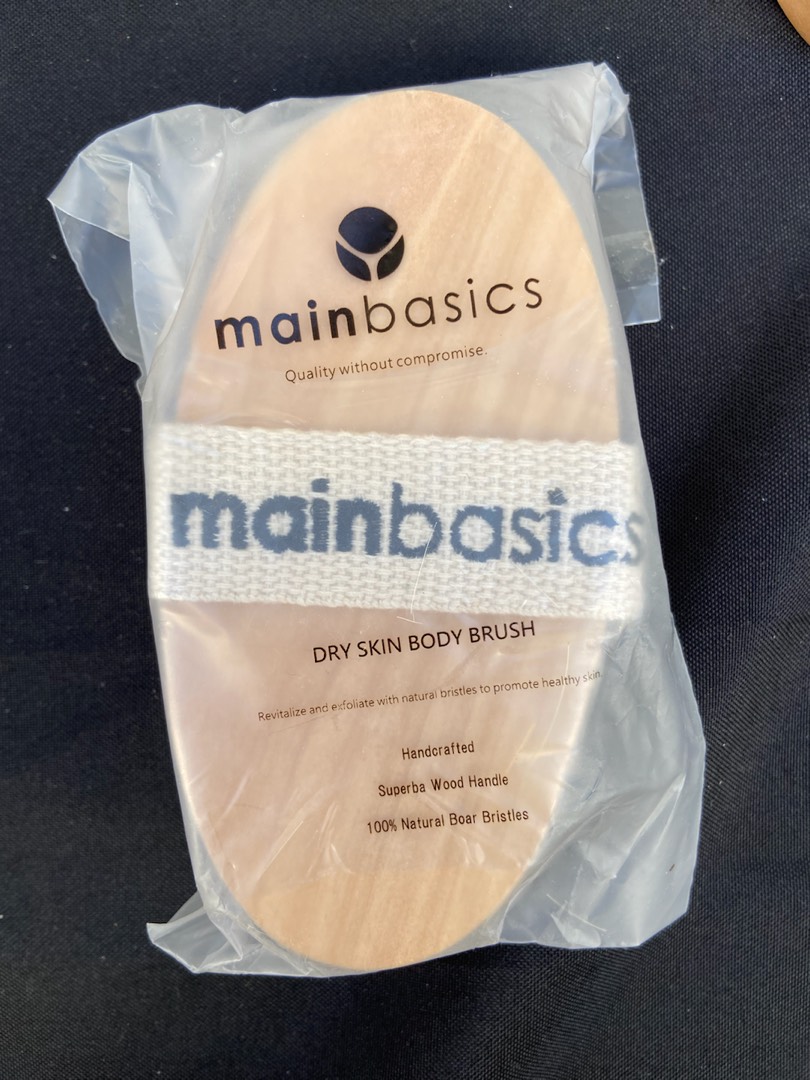 mainbasics
Quality without compromise.
mainbasics
DRY SKIN BODY BRUSH
Revitalize and exfoliate with natural bristles to promote healthy skin.
Handcrafted
Superba Wood Handle
100% Natural Boar Bristles